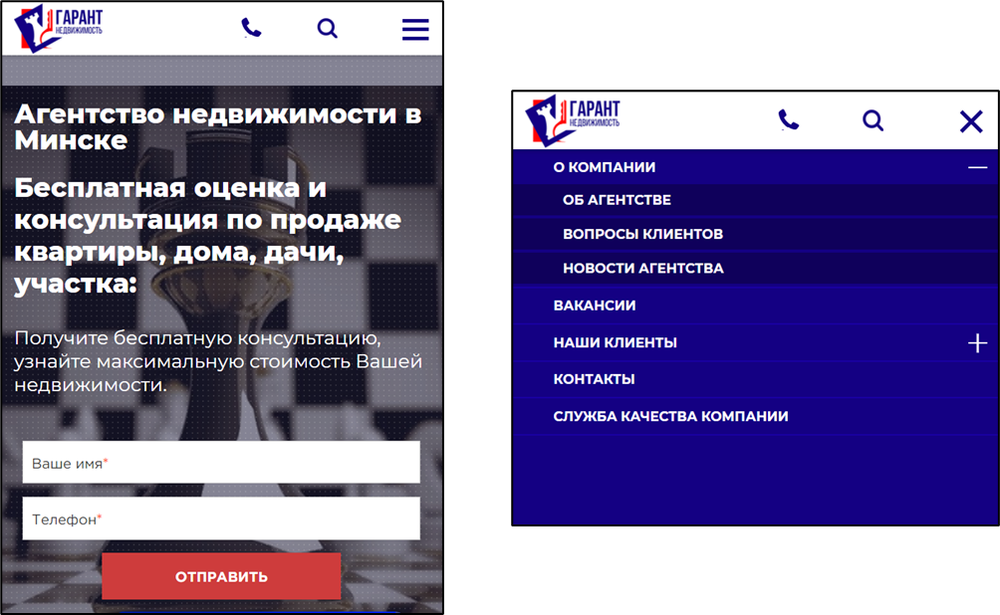 ГАРАНТ
НЕДВИЖИМОСТЬ
Агентство недвижимости в
Минске
Бесплатная оценка и
консультация по продаже
квартиры, дома, дачи,
участка:
Получите бесплатную консультацию,
узнайте максимальную стоимость Вашей
недвижимости.
Ваше имя*
Телефон*
ОТПРАВИТЬ
ГАРАНТ
НЕДВИЖИМОСТЬ
О КОМПАНИИ
ОБ АГЕНТСТВЕ
ВОПРОСЫ КЛИЕНТОВ
НОВОСТИ АГЕНТСТВА
ВАКАНСИИ
НАШИ КЛИЕНТЫ
КОНТАКТЫ
СЛУЖБА КАЧЕСТВА КОМПАНИИ